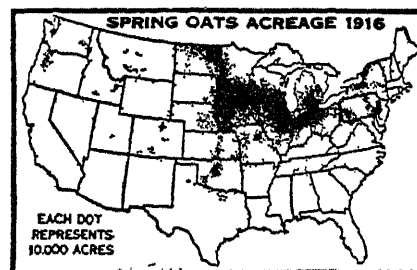 SPRING OATS ACREAGE 1916
EACH DOT
REPRESENTS
10,000 ACRES